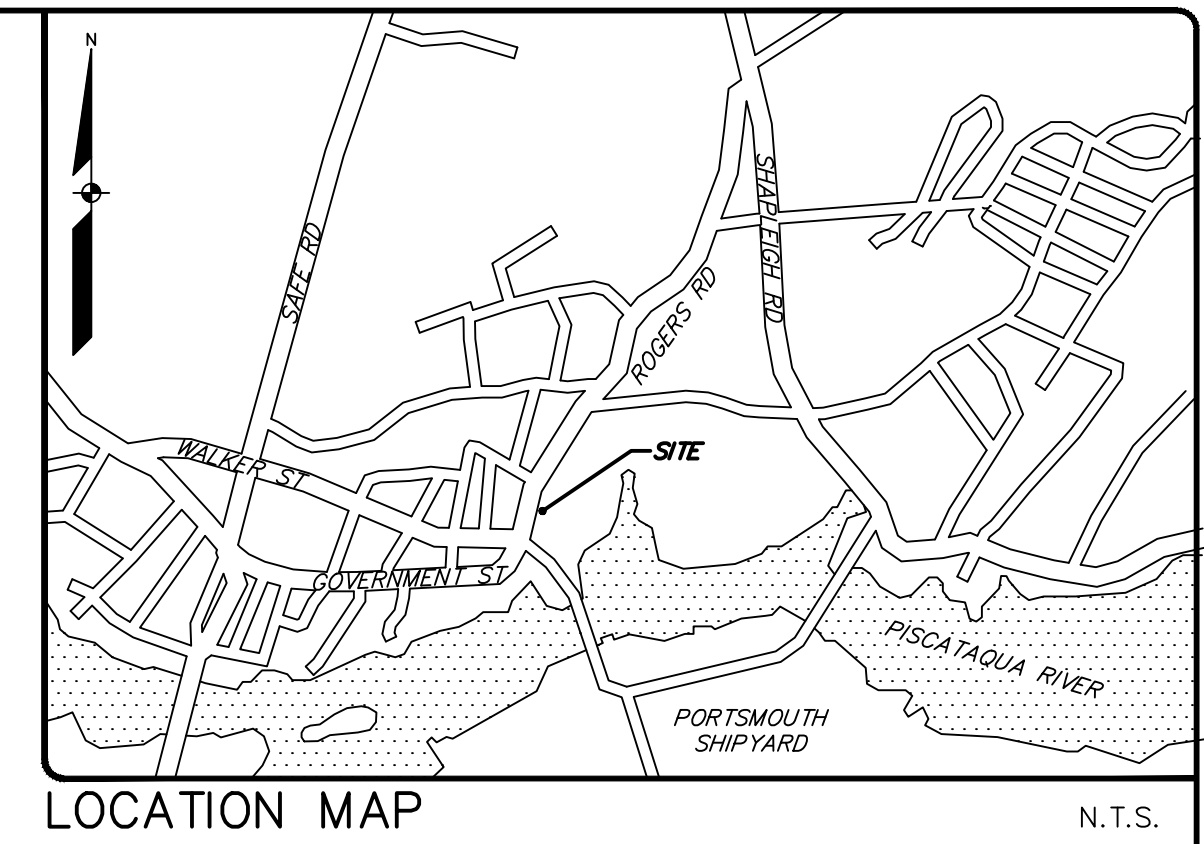 N
SAFE RD
SHAPLEIGH RD
ROGERS RD
WALKER ST
SITE
GOVERNMENT ST
PISCATAQUA RIVER
PORTSMOUTH
SHIPYARD
LOCATION MAP
N.T.S.